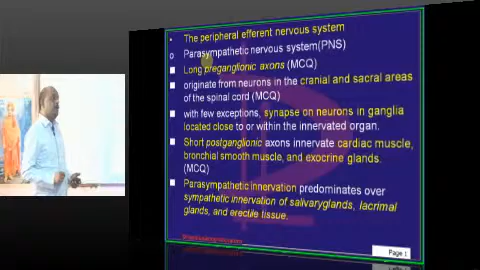 The peripheral efferent nervous system
Parasympathetic nervous system(PNS)
Long preganglionic axons (MCQ)
originate from neurons in the cranial and sacral areas
of the spinal cord (MCQ)
with few exceptions, synapse on neurons in ganglia
located close to or within the innervated organ.
Short postganglionic axons innervate cardiac muscle,
bronchial smooth muscle, and exocrine glands.
(MCQ)
Parasympathetic innervation predominates over
sympathetic innervation of salivaryglands, lacrimal
glands, and erectile tissue.
Page 1